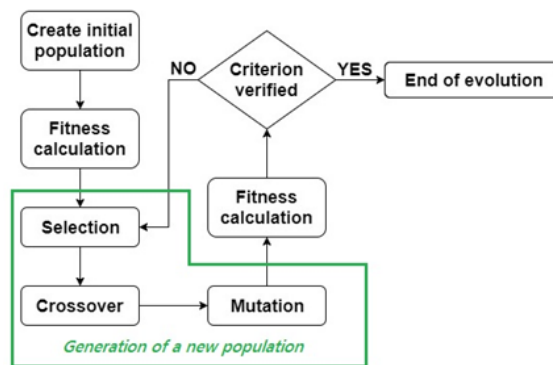 Create initial
population
Fitness
calculation
Selection
Crossover
Mutation
Fitness
calculation
Criterion
verified
NO
YES
End of evolution
Generation of a new population